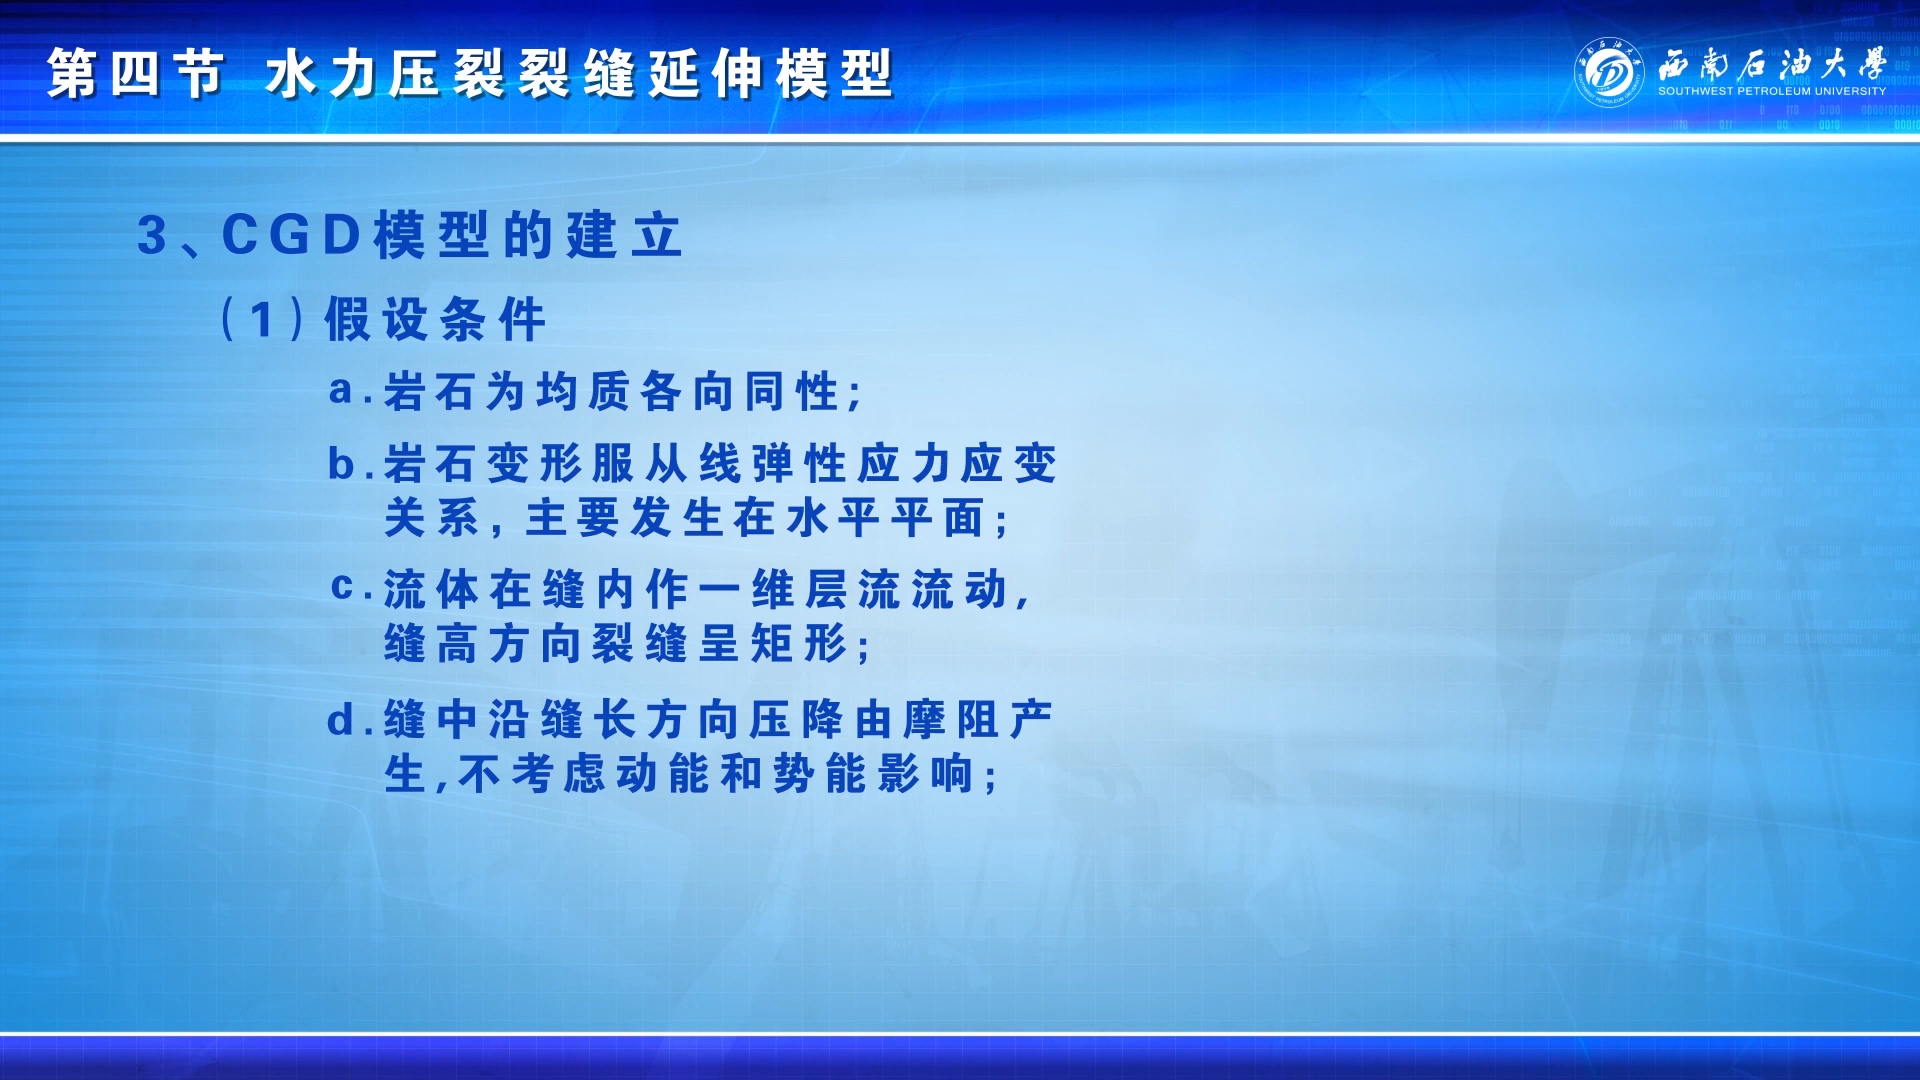 第四节 水力压裂裂缝延伸模型
西南石油大學
SOUTHWEST PETROLEUM UNIVERSITY
3、CGD模型的建立
（1）假设条件
a.岩石为均质各向同性；
b.岩石变形服从线弹性应力应变
关系，主要发生在水平平面；
c.流体在缝内作一维层流流动，
缝高方向裂缝呈矩形；
d.缝中沿缝长方向压降由摩阻产
生，不考虑动能和势能影响；